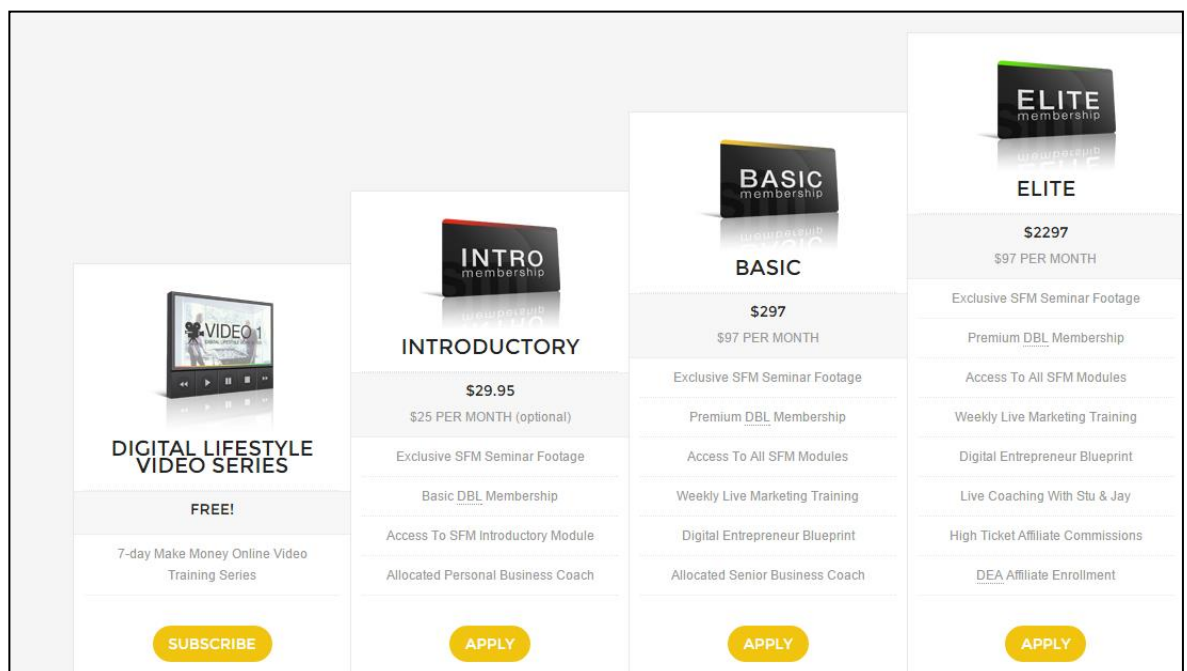 VIDEO 1
DIGITAL LIFESTYLE
VIDEO SERIES
FREE!
7-day Make Money Online Video
Training Series
SUBSCRIBE
INTRO
membership
INTRODUCTORY
$29.95
$25 PER MONTH (optional)
Exclusive SFM Seminar Footage
Basic DBL Membership
Access To SFM Introductory Module
Allocated Personal Business Coach
APPLY
BASIC
membership
BASIC
$297
$97 PER MONTH
Exclusive SFM Seminar Footage
Premium DBL Membership
Access To All SFM Modules
Weekly Live Marketing Training
Digital Entrepreneur Blueprint
Allocated Senior Business Coach
APPLY
ELITE
membership
ELITE
$2297
$97 PER MONTH
Exclusive SFM Seminar Footage
Premium DBL Membership
Access To All SFM Modules
Weekly Live Marketing Training
Digital Entrepreneur Blueprint
Live Coaching With Stu & Jay
High Ticket Affiliate Commissions
DEA Affiliate Enrollment
APPLY